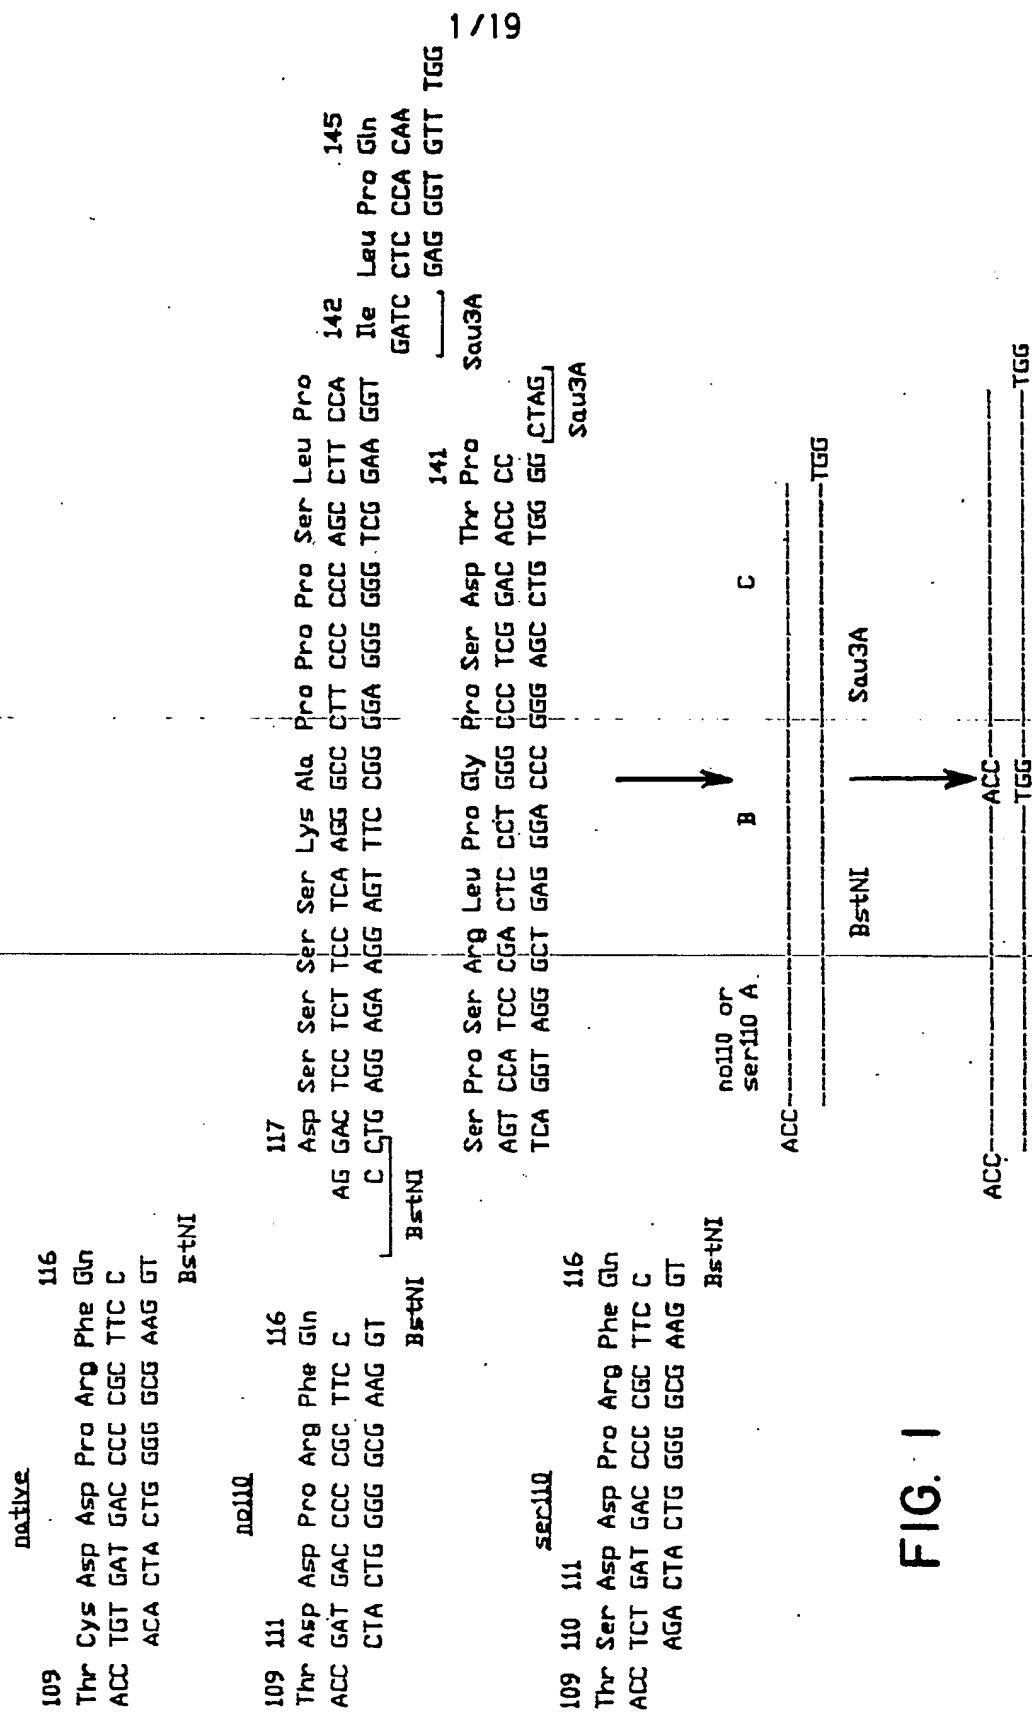 1/19
native
109 116
Thr Cys Asp Asp Pro Arg Phe Gln
ACC TGT GAT GAC CCC CGC TTC C
ACA CTA CTG GGG GCG AAG GT
BstNI
no110
109 111 116
Thr Asp Asp Pro Arg Phe Gln
ACC GAT GAC CCC CGC TTC C
CTA CTG GGG GCG AAG GT
BstNI
ser110
109 110 111 116
Thr Ser Asp Asp Pro Arg Phe Gln
ACC TCT GAT GAC CCC CGC TTC C
AGA CTA CTG GGG GCG AAG GT
BstNI
117
Asp Ser Ser Ser Ser Lys Ala Pro Pro Pro Ser Leu Pro
AG GAC TCC TCT TCC TCA AGG GCC CTT CCC CCC AGC CTT CCA
C CTG AGG AGA AGG AGT TTC CGG GGA GGG GGG TCG GAA GGT
BstNI
141
Ser Pro Ser Arg Leu Pro Gly Pro Ser Asp Thr Pro
AGT CCA TCC CGA CTC CCT GGG CCC TCG GAC ACC CC
TCA GGT AGG GCT GAG GGA CCC GGG AGC CTG TGG GG CTAG
Sau3A
142 145
Ile Leu Pro Gln
GATC CTC CCA CAA
GAG GGT GTT TGG
Sau3A
no110 or
ser110 A. B C
ACC
TGG
BstNI Sau3A
ACC ACC
TGG TGG
FIG. 1